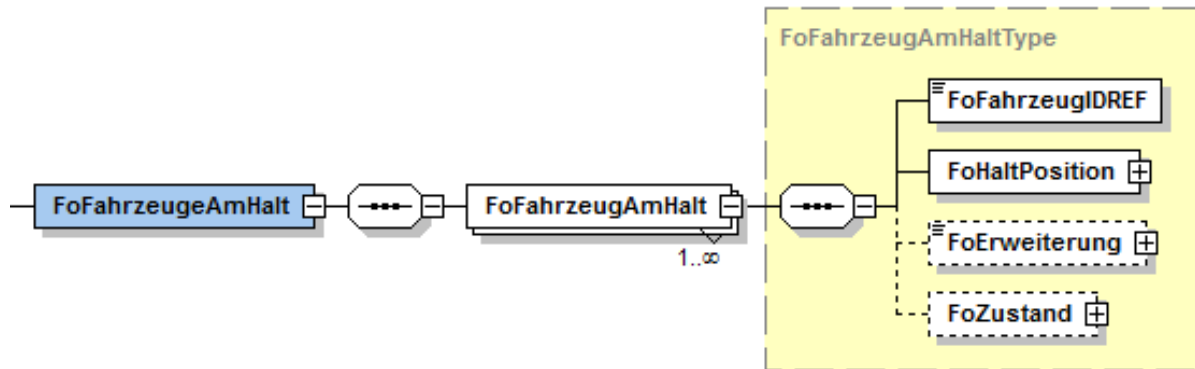 FoFahrzeugAmHaltType
FoFahrzeugIDREF
FoHaltPosition
FoFahrzeugeAmHalt
FoFahrzeugAmHalt
1..∞
FoErweiterung
FoZustand